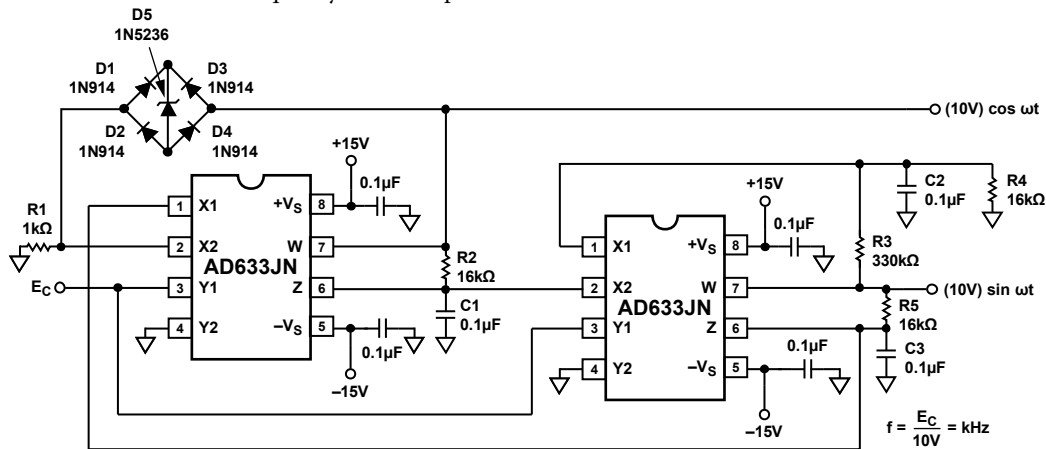 D5
1N5236
D1
1N914
D3
1N914
D2
1N914
D4
1N914
(10V) cos ωt
+15V
0.1µF
R1
1kΩ
1 X1
+VS 8
2 X2
W 7
AD633JN
EC
3 Y1
Z 6
4 Y2
–VS 5
R2
16kΩ
C1
0.1µF
0.1µF
–15V
+15V
0.1µF
C2
0.1µF
R4
16kΩ
R3
330kΩ
1 X1
+VS 8
2 X2
W 7
AD633JN
3 Y1
Z 6
4 Y2
–VS 5
(10V) sin ωt
R5
16kΩ
C3
0.1µF
0.1µF
–15V
f = EC/10V = kHz